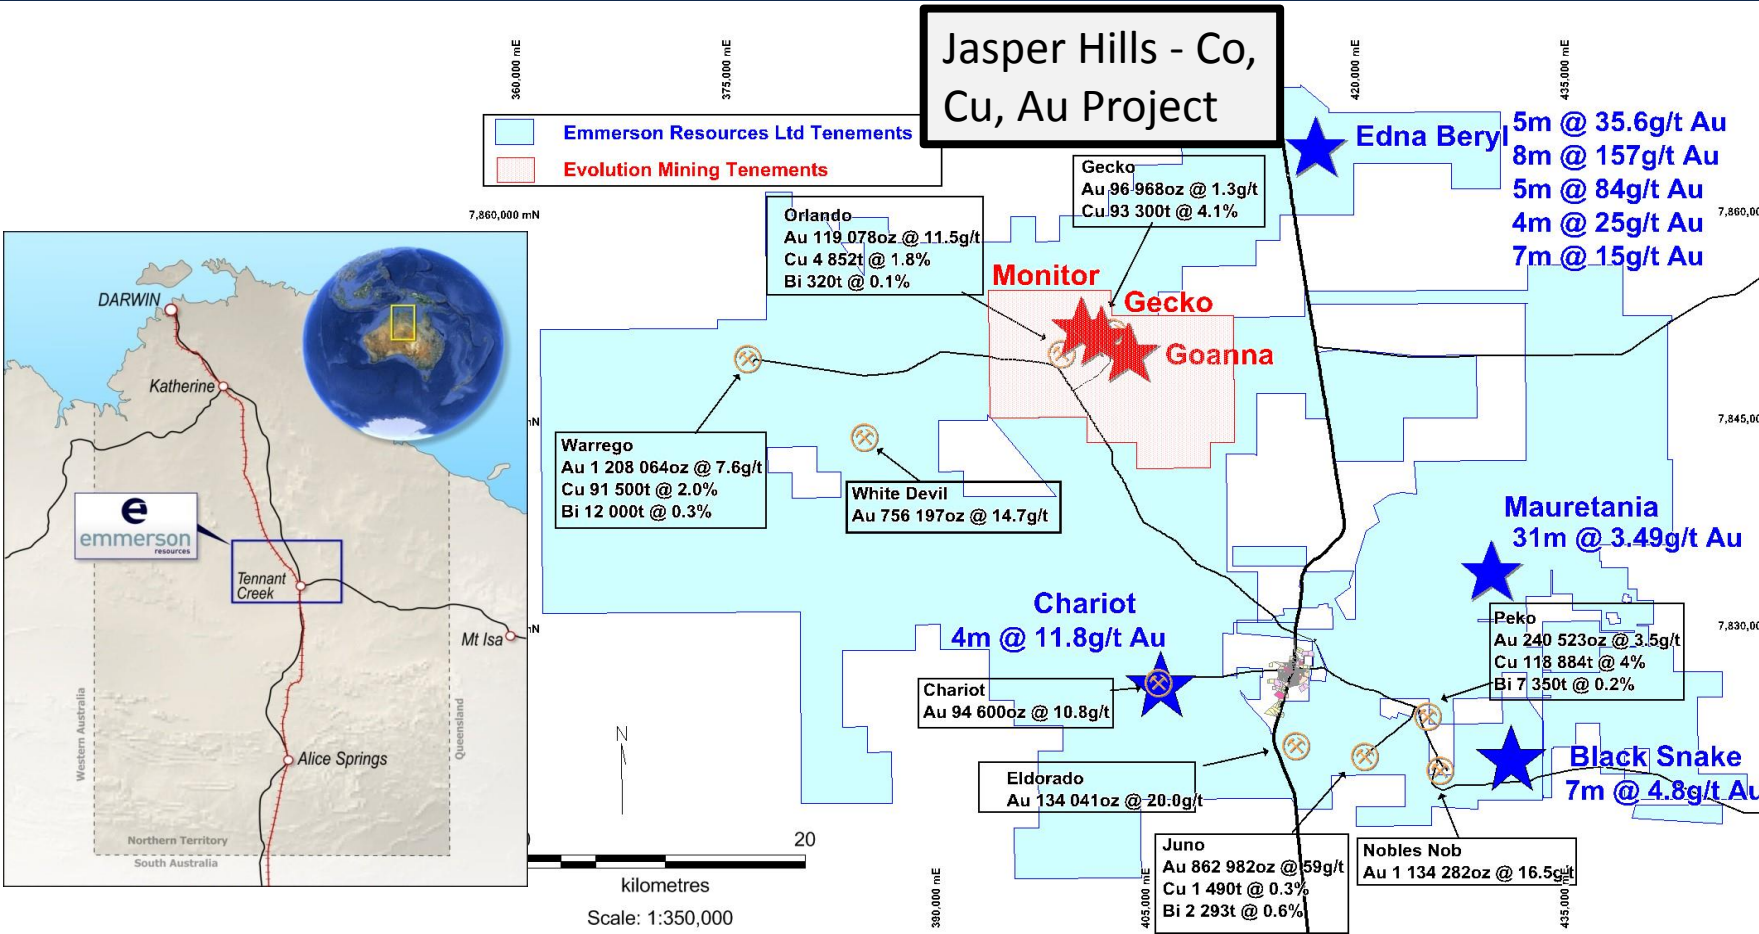 Jasper Hills - Co,
Cu, Au Project
360,000 mE
375,000 mE
420,000 mE
435,000 mE
Emmerson Resources Ltd Tenements
Evolution Mining Tenements
7,860,000 mN
Edna Beryl
5m @ 35.6g/t Au
8m @ 157g/t Au
5m @ 84g/t Au
4m @ 25g/t Au
7m @ 15g/t Au
7,860,00
Gecko
Au 96 968oz @ 1.3g/t
Cu 93 300t @ 4.1%
Orlando
Au 119 078oz @ 11.5g/t
Cu 4 852t @ 1.8%
Bi 320t @ 0.1%
Monitor
Gecko
Goanna
DARWIN
Katherine
emmerson
resources
Tennant
Creek
Mt Isa
Alice Springs
Western Australia
Queensland
Northern Territory
South Australia
mN
7,845,00
Warrego
Au 1 208 064oz @ 7.6g/t
Cu 91 500t @ 2.0%
Bi 12 000t @ 0.3%
White Devil
Au 756 197oz @ 14.7g/t
Mauretania
31m @ 3.49g/t Au
Chariot
4m @ 11.8g/t Au
mN
7,830,00
Peko
Au 240 523oz @ 3.5g/t
Cu 118 884t @ 4%
Bi 7 350t @ 0.2%
Chariot
Au 94 600oz @ 10.8g/t
Eldorado
Au 134 041oz @ 20.0g/t
Black Snake
7m @ 4.8g/t Au
N
20
kilometres
Scale: 1:350,000
Juno
Au 862 982oz @ 59g/t
Cu 1 490t @ 0.3%
Bi 2 293t @ 0.6%
Nobles Nob
Au 1 134 282oz @ 16.5g/t
390,000 mE
405,000 mE
435,000 mE